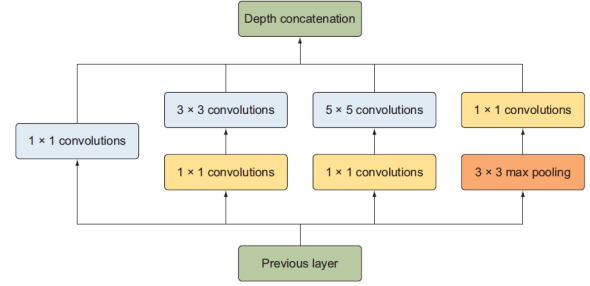 Depth concatenation
3 × 3 convolutions
5 × 5 convolutions
1 × 1 convolutions
1 × 1 convolutions
1 × 1 convolutions
1 × 1 convolutions
3 × 3 max pooling
Previous layer